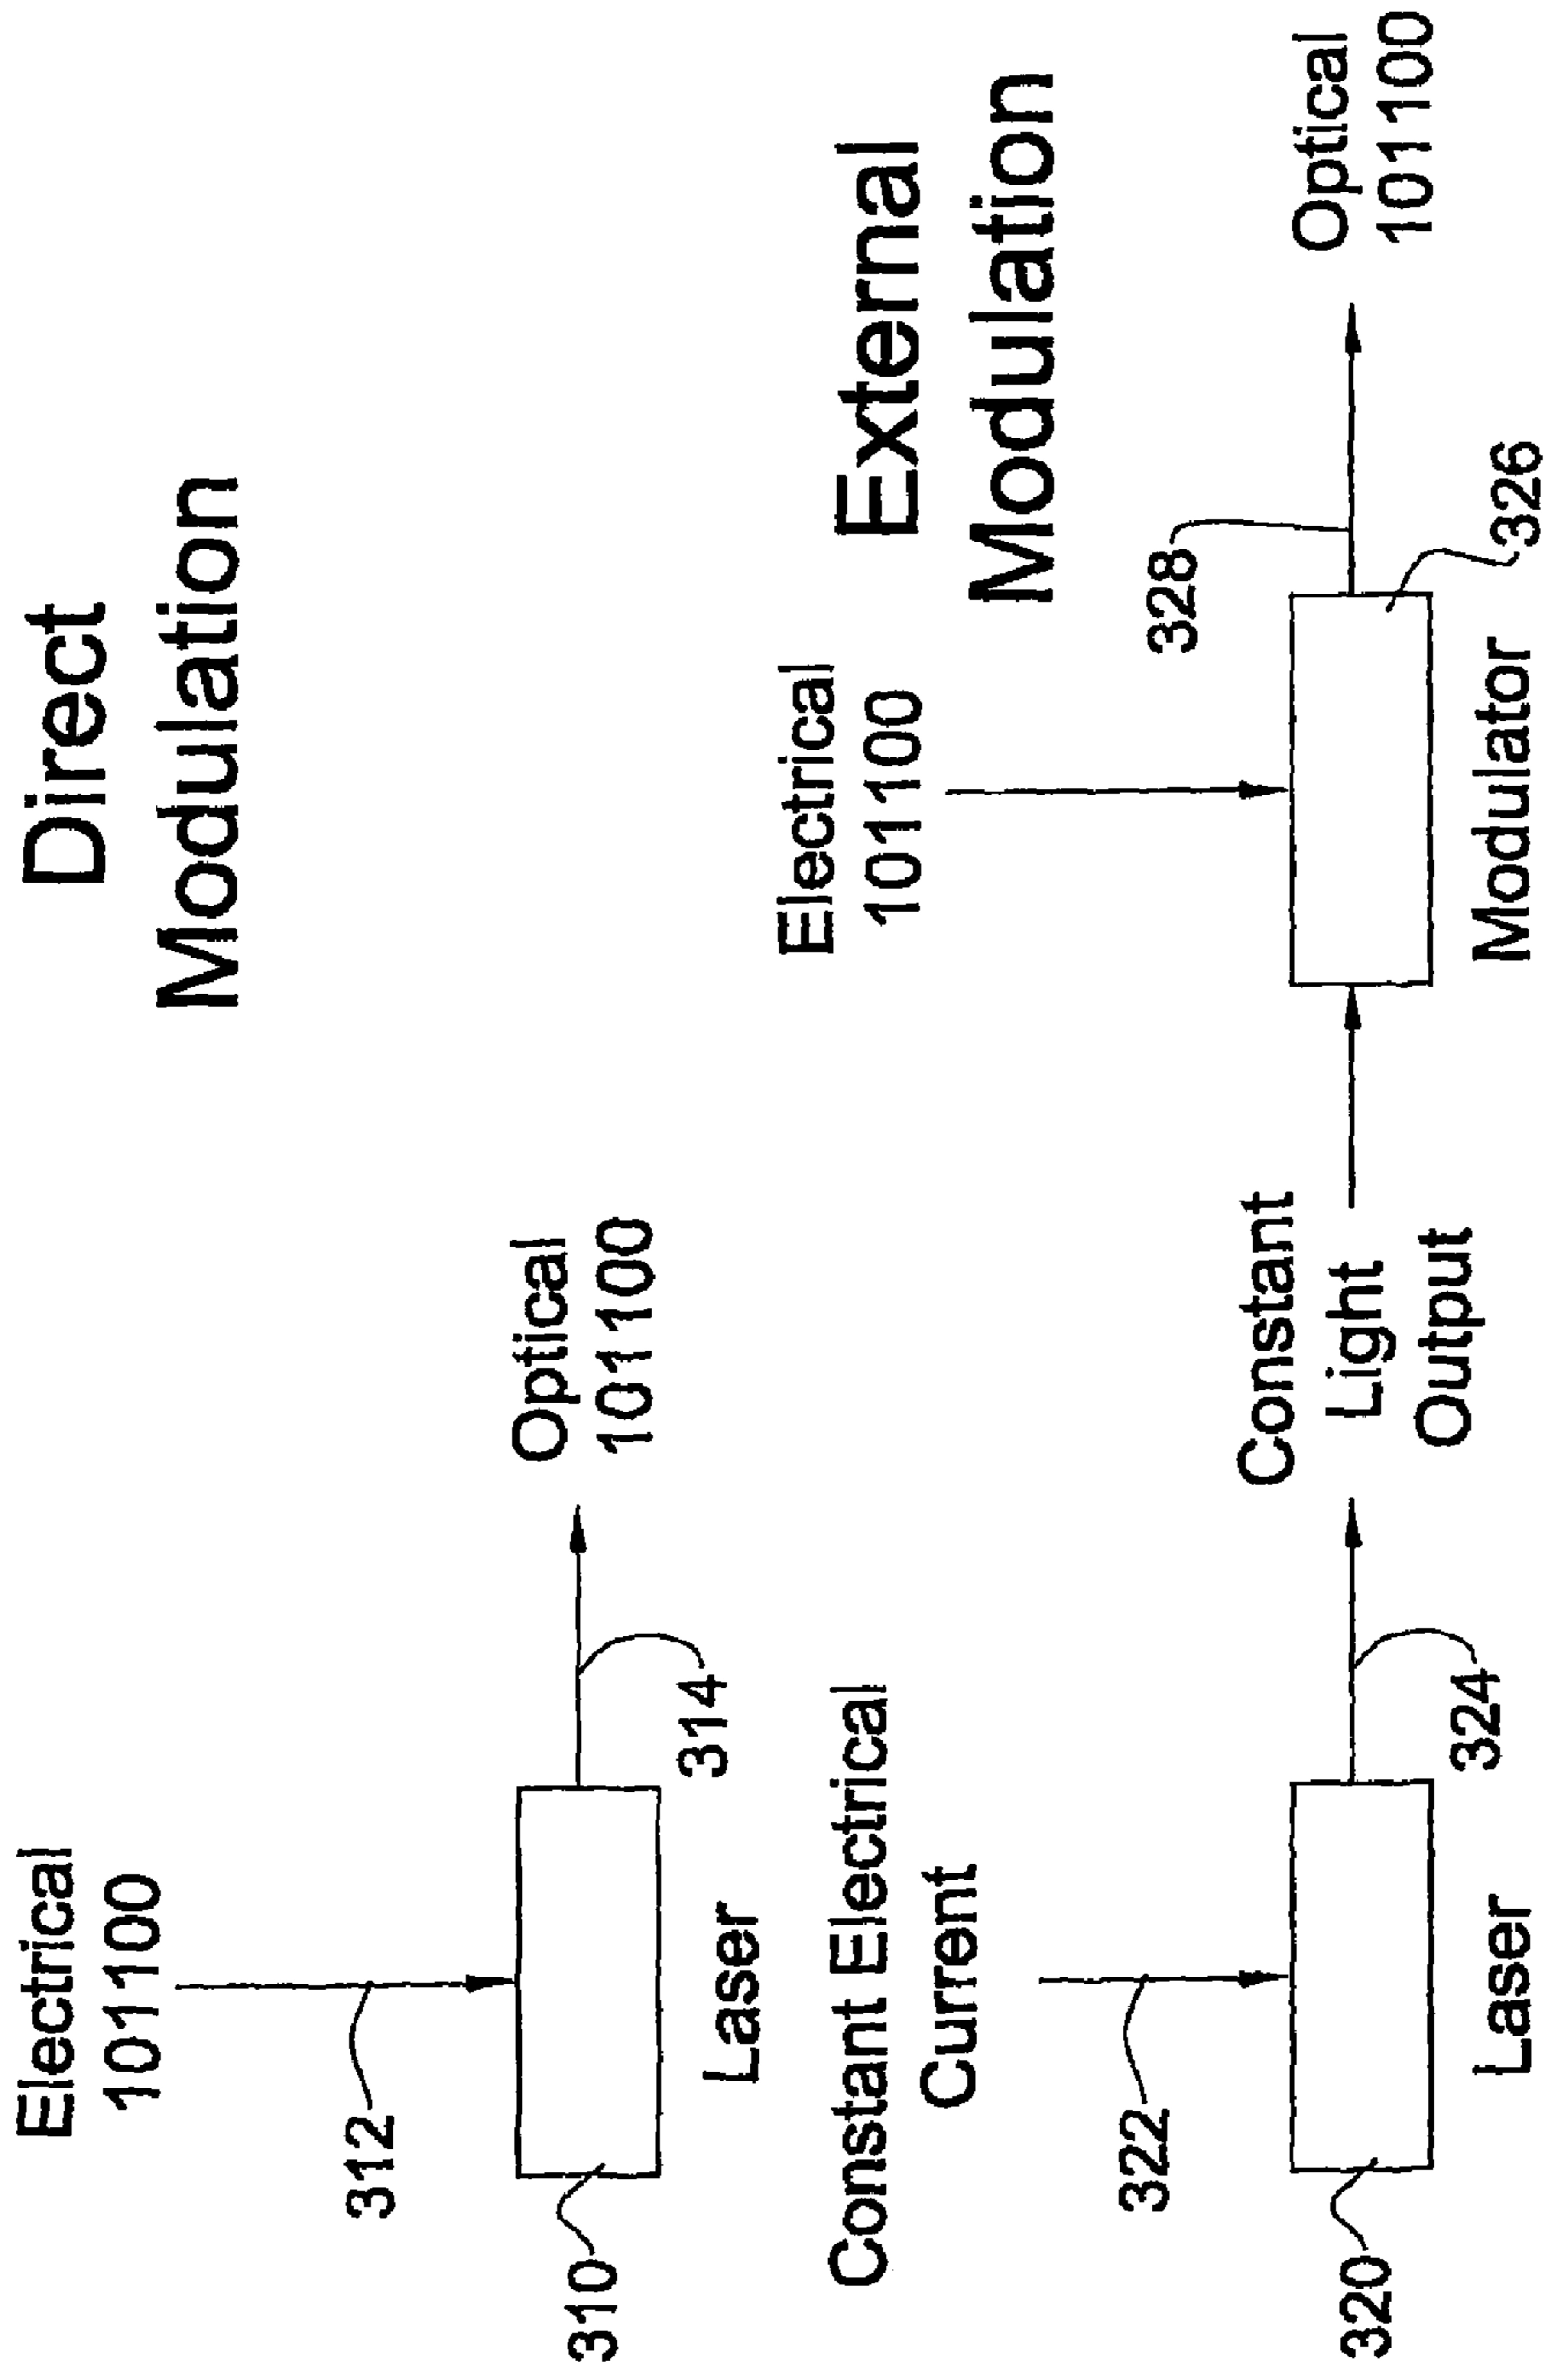 Direct
Modulation
Electrical
101100
312
310
Laser
314
Optical
101100
External
Modulation
Constant Electrical
Current
322
320
Laser
324
Constant
Light
Output
Electrical
101100
328
326
Modulator
Optical
101100